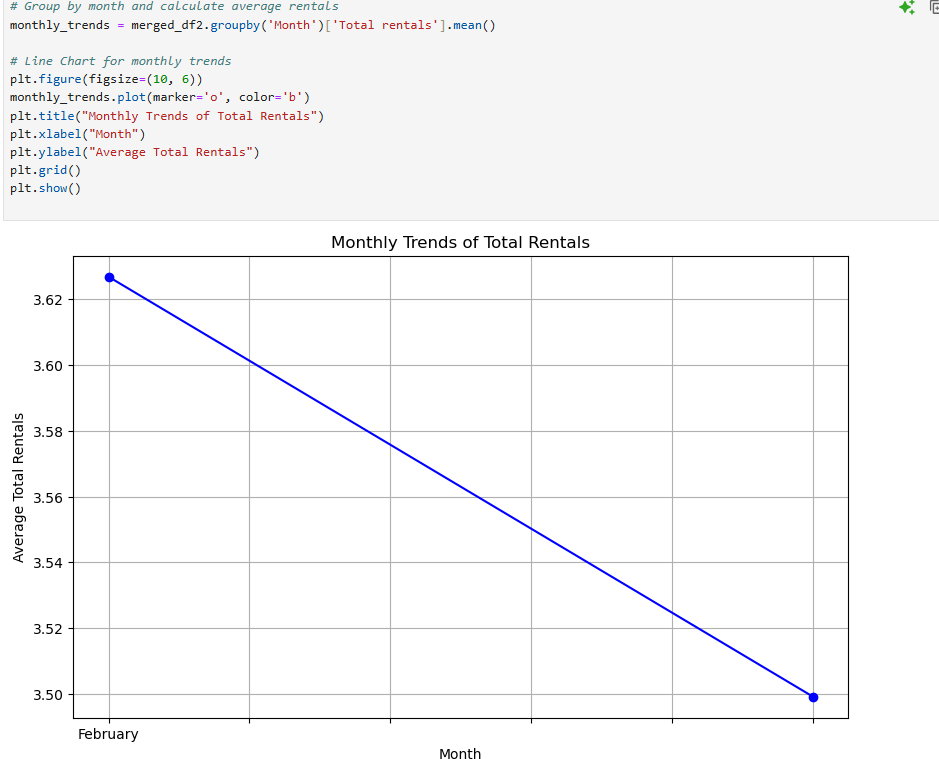 # Group by month and calculate average rentals
monthly_trends = merged_df2.groupby('Month')['Total rentals'].mean()
# Line Chart for monthly trends
plt.figure(figsize=(10, 6))
monthly_trends.plot(marker='o', color='b')
plt.title("Monthly Trends of Total Rentals")
plt.xlabel("Month")
plt.ylabel("Average Total Rentals")
plt.grid()
plt.show()
Monthly Trends of Total Rentals
Average Total Rentals
3.62
3.60
3.58
3.56
3.54
3.52
3.50
February
Month